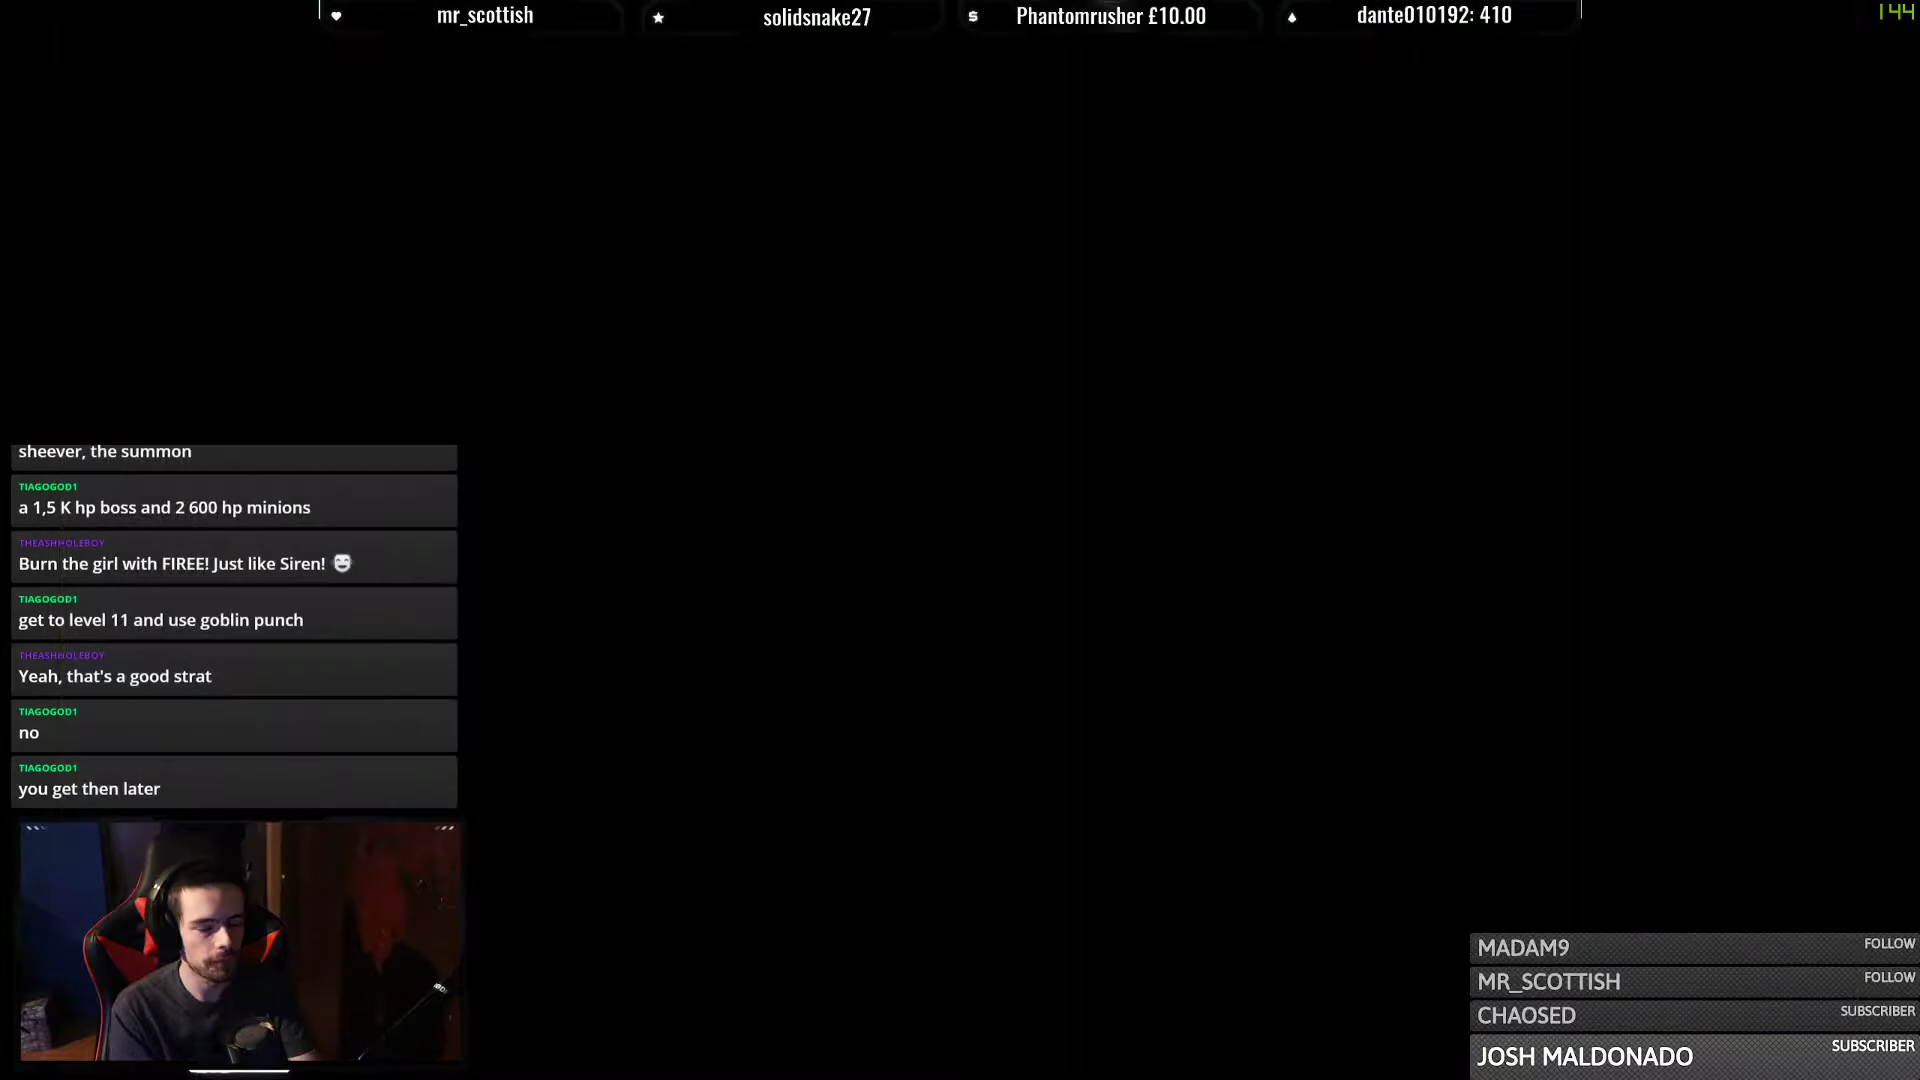 mr_scottish
solidsnake27
Phantomrusher £10.00
dante010192: 410
144
sheever, the summon
TIAGOGOD1
a 1,5 K hp boss and 2 600 hp minions
THEASHHOLEBOY
Burn the girl with FIREE! Just like Siren!
TIAGOGOD1
get to level 11 and use goblin punch
THEASHHOLEBOY
Yeah, that's a good strat
TIAGOGOD1
no
TIAGOGOD1
you get then later
MADAM9 FOLLOW
MR_SCOTTISH FOLLOW
CHAOSED SUBSCRIBER
JOSH MALDONADO SUBSCRIBER